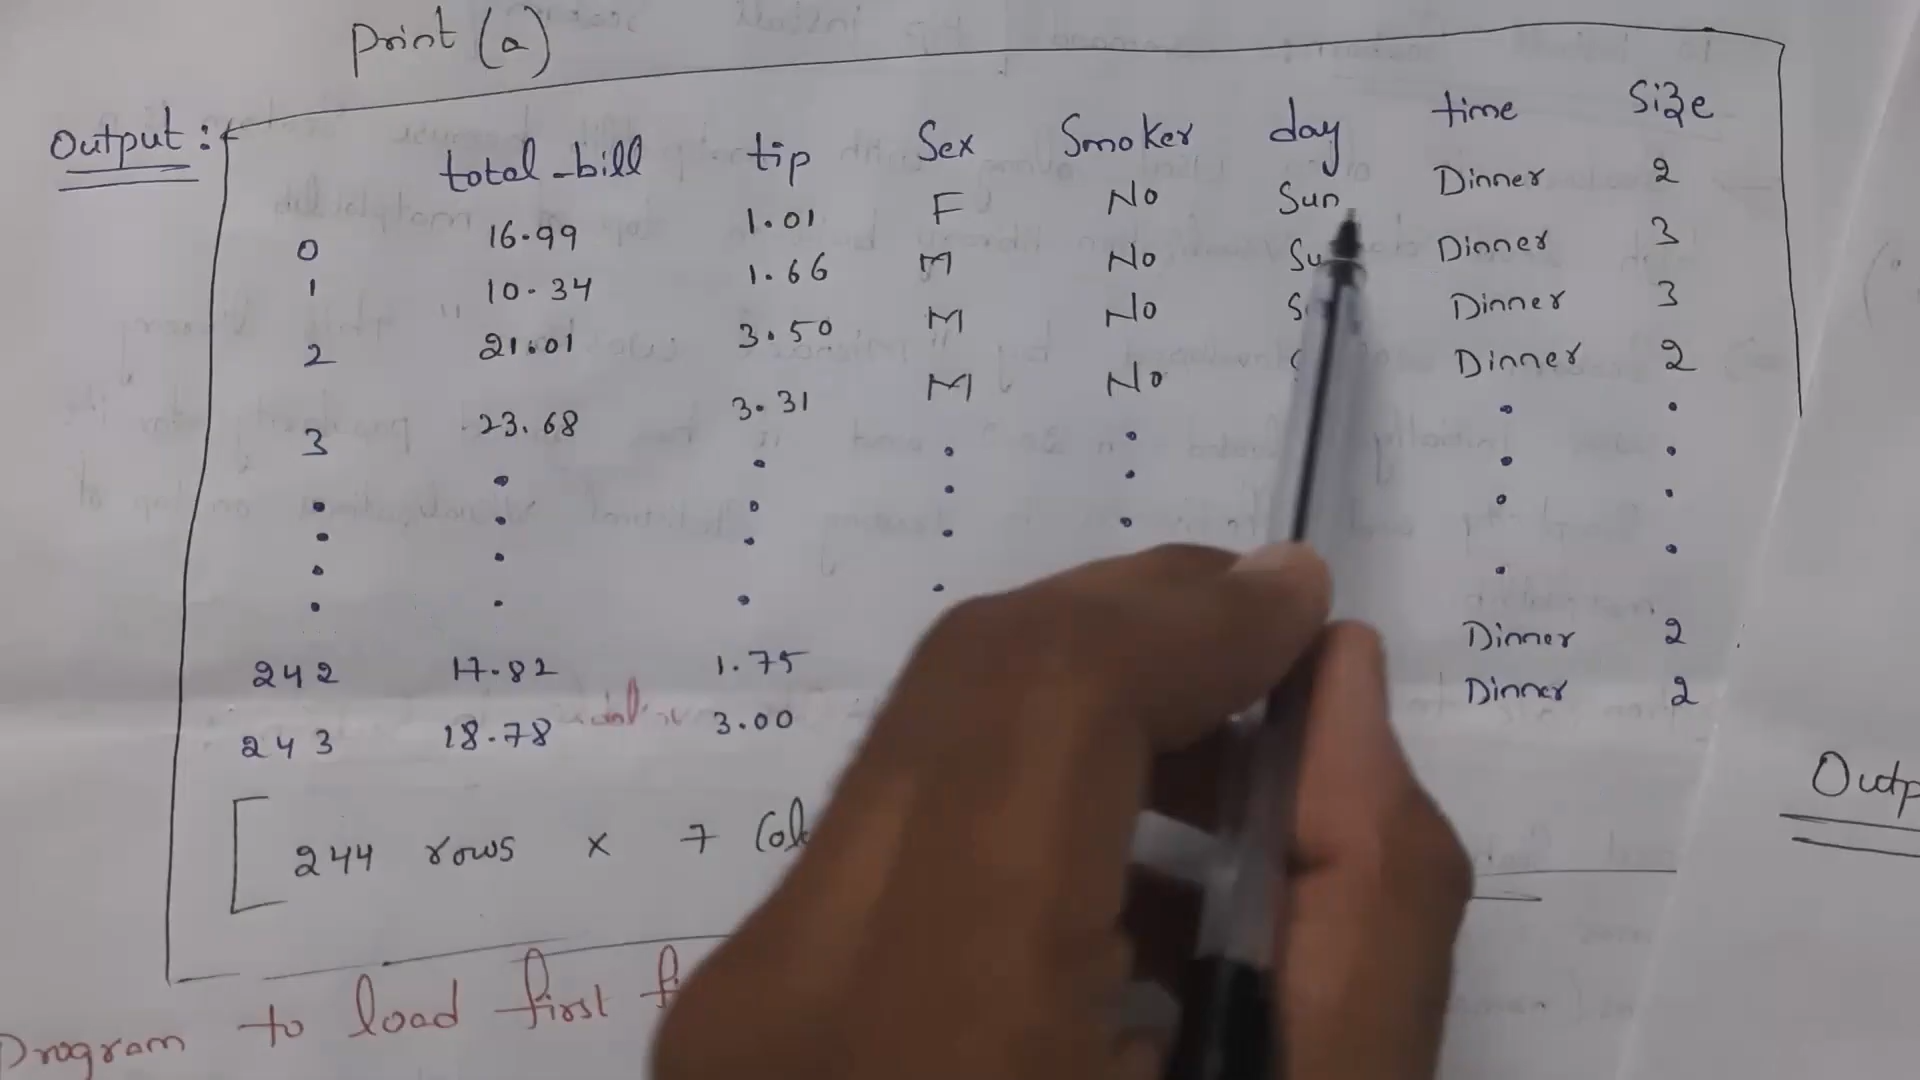 Print (a)
Output :
total_bill tip Sex Smoker day time Size
0 16.99 1.01 F No Sun Dinner 2
1 10.34 1.66 M No Dinner 3
2 21.01 3.50 M No Dinner 3
3 23.68 3.31 M No Dinner 2
242 17.82 1.75 Dinner 2
243 18.78 3.00 Dinner 2
[ 244 rows x 7
Program to load first